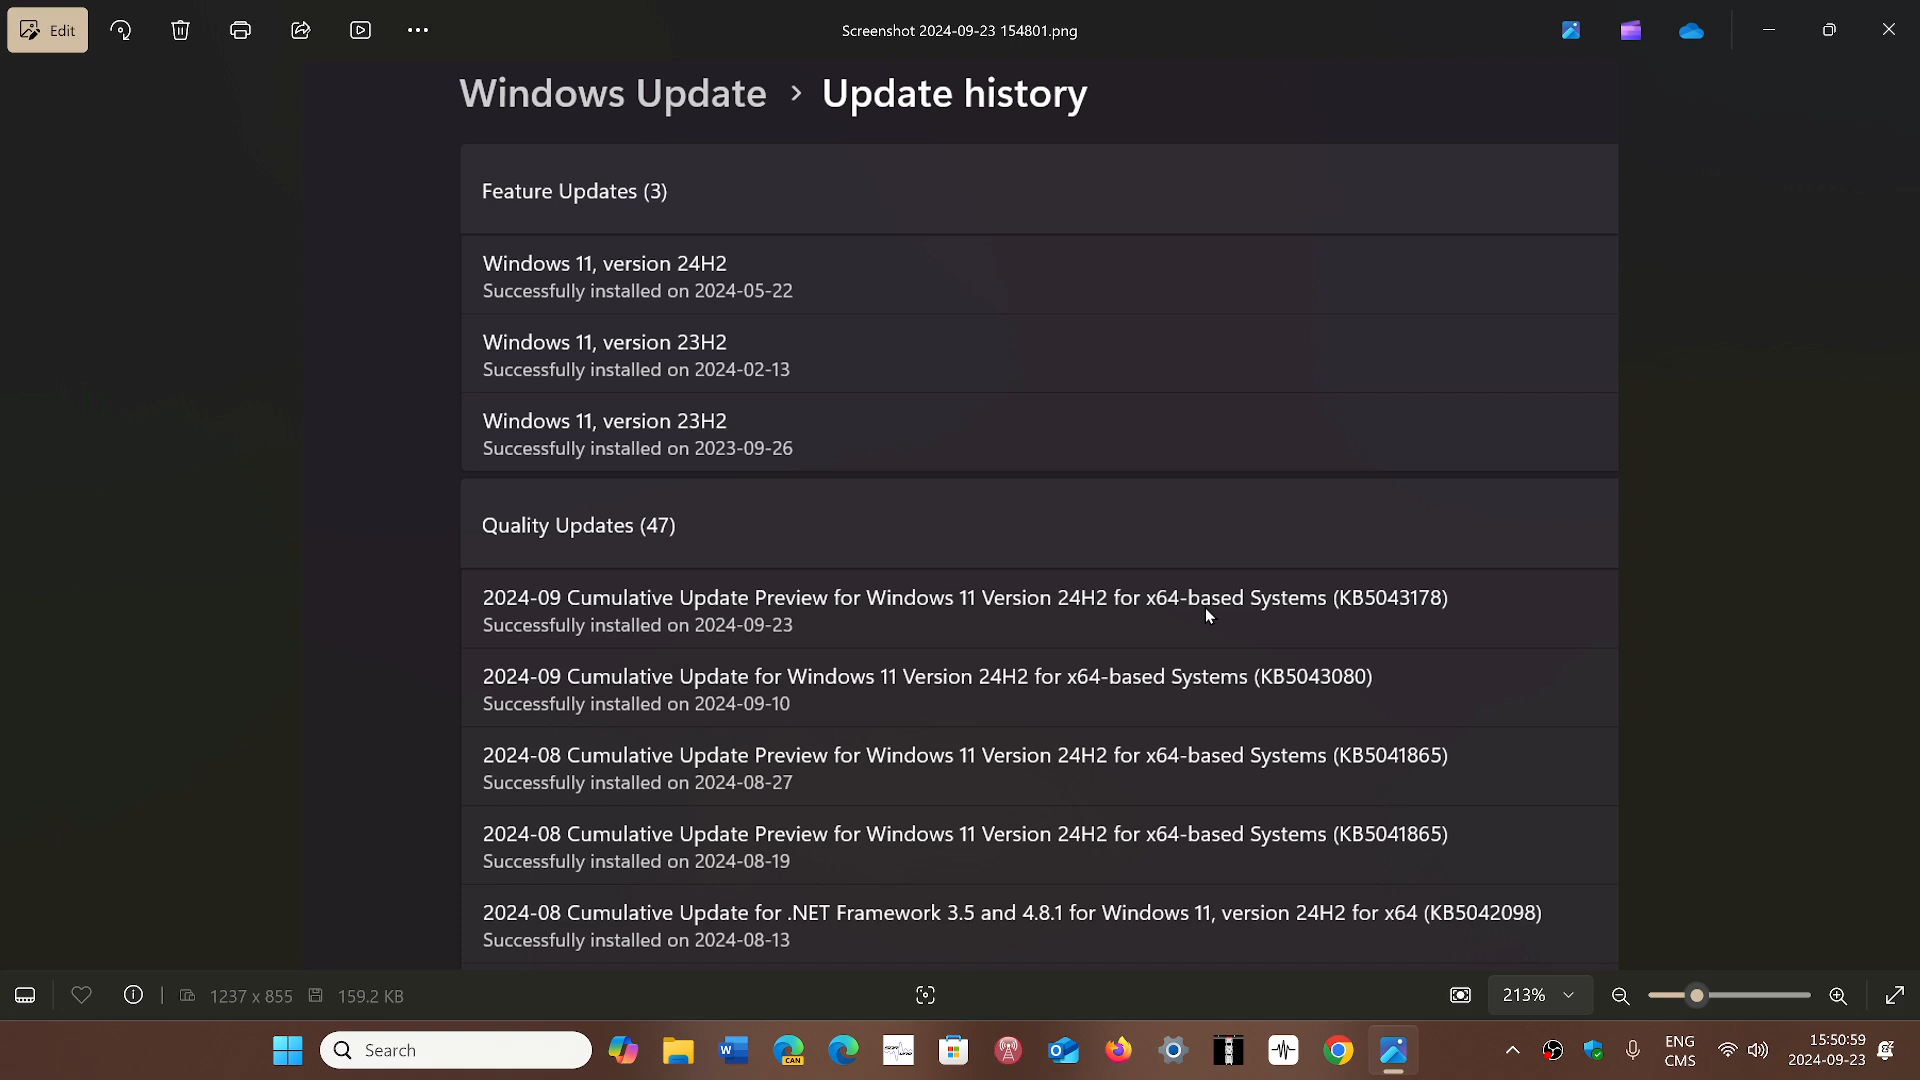 Edit
Screenshot 2024-09-23 154801.png
Windows Update > Update history
Feature Updates (3)
Windows 11, version 24H2
Successfully installed on 2024-05-22
Windows 11, version 23H2
Successfully installed on 2024-02-13
Windows 11, version 23H2
Successfully installed on 2023-09-26
Quality Updates (47)
2024-09 Cumulative Update Preview for Windows 11 Version 24H2 for x64-based Systems (KB5043178)
Successfully installed on 2024-09-23
2024-09 Cumulative Update for Windows 11 Version 24H2 for x64-based Systems (KB5043080)
Successfully installed on 2024-09-10
2024-08 Cumulative Update Preview for Windows 11 Version 24H2 for x64-based Systems (KB5041865)
Successfully installed on 2024-08-27
2024-08 Cumulative Update Preview for Windows 11 Version 24H2 for x64-based Systems (KB5041865)
Successfully installed on 2024-08-19
2024-08 Cumulative Update for .NET Framework 3.5 and 4.8.1 for Windows 11, version 24H2 for x64 (KB5042098)
Successfully installed on 2024-08-13
1237 x 855 159.2 KB
213%
Search
W
CAN
ENG
CMS
15:50:59
2024-09-23